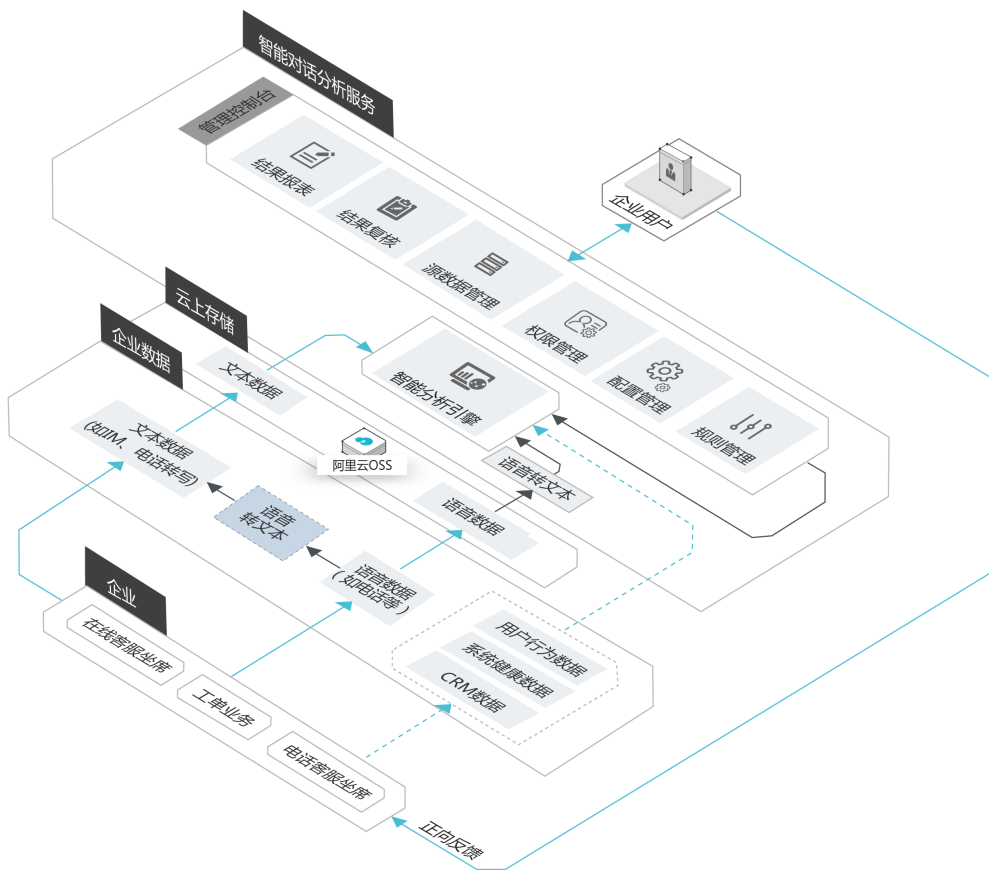 智能对话分析服务
管理控制台
结果报表
结果复核
源数据管理
权限管理
配置管理
规则管理
企业用户
云上存储
企业数据
文本数据
智能分析引擎
文本数据
(如IM、电话转写)
阿里云OSS
语音转文本
语音数据
语音
转文本
语音数据
(如电话等)
用户行为数据
系统健康数据
CRM数据
企业
在线客服坐席
工单业务
电话客服坐席
正向反馈